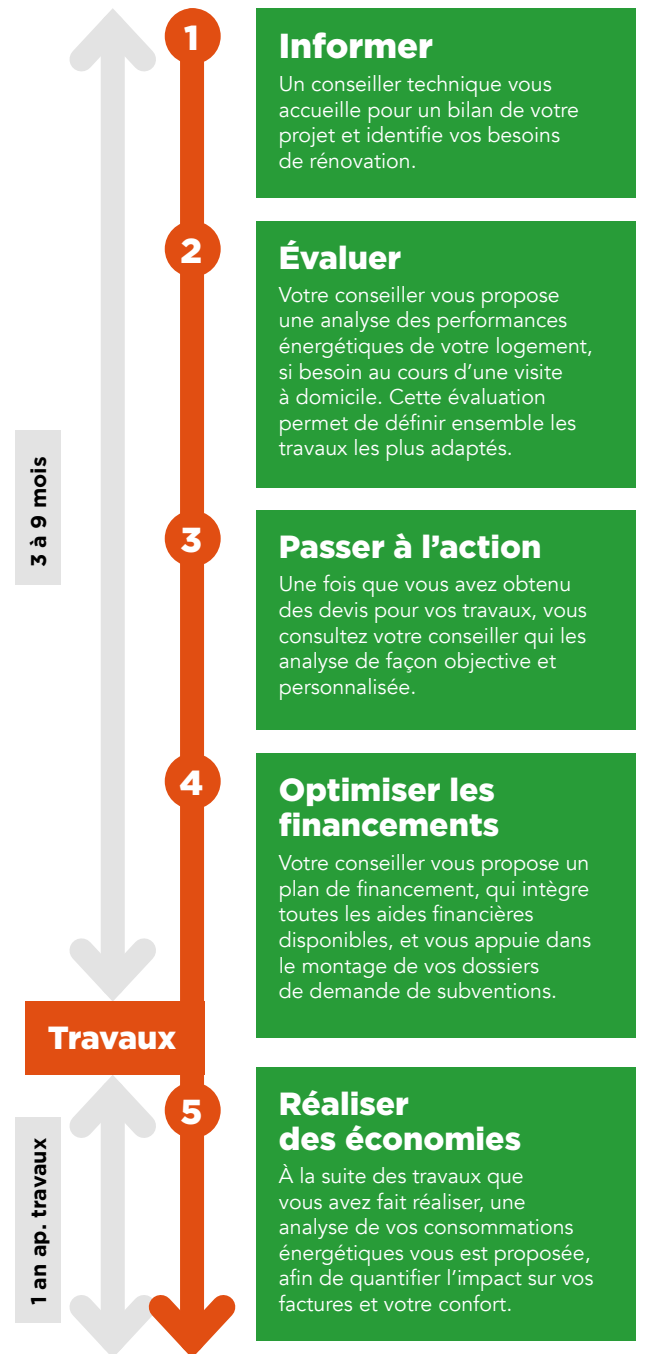 1
Informer
Un conseiller technique vous
accueille pour un bilan de votre
projet et identifie vos besoins
de rénovation.
2
Évaluer
Votre conseiller vous propose
une analyse des performances
énergétiques de votre logement,
si besoin au cours d’une visite
à domicile. Cette évaluation
permet de définir ensemble les
travaux les plus adaptés.
3 à 9 mois
3
Passer à l’action
Une fois que vous avez obtenu
des devis pour vos travaux, vous
consultez votre conseiller qui les
analyse de façon objective et
personnalisée.
4
Optimiser les
financements
Votre conseiller vous propose un
plan de financement, qui intègre
toutes les aides financières
disponibles, et vous appuie dans
le montage de vos dossiers
de demande de subventions.
Travaux
5
Réaliser
des économies
À la suite des travaux que
vous avez fait réaliser, une
analyse de vos consommations
énergétiques vous est proposée,
afin de quantifier l’impact sur vos
factures et votre confort.
1 an ap. travaux